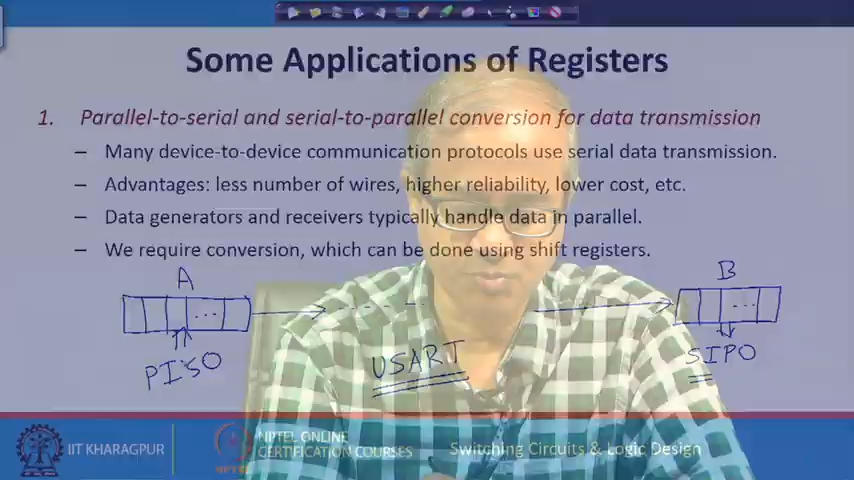 Some Applications of Registers
1. Parallel-to-serial and serial-to-parallel conversion for data transmission
– Many device-to-device communication protocols use serial data transmission.
– Advantages: less number of wires, higher reliability, lower cost, etc.
– Data generators and receivers typically handle data in parallel.
– We require conversion, which can be done using shift registers.
A B
PISO USART SIPO
IIT KHARAGPUR
NPTEL
NPTEL ONLINE
CERTIFICATION COURSES
Switching Circuits & Logic Design